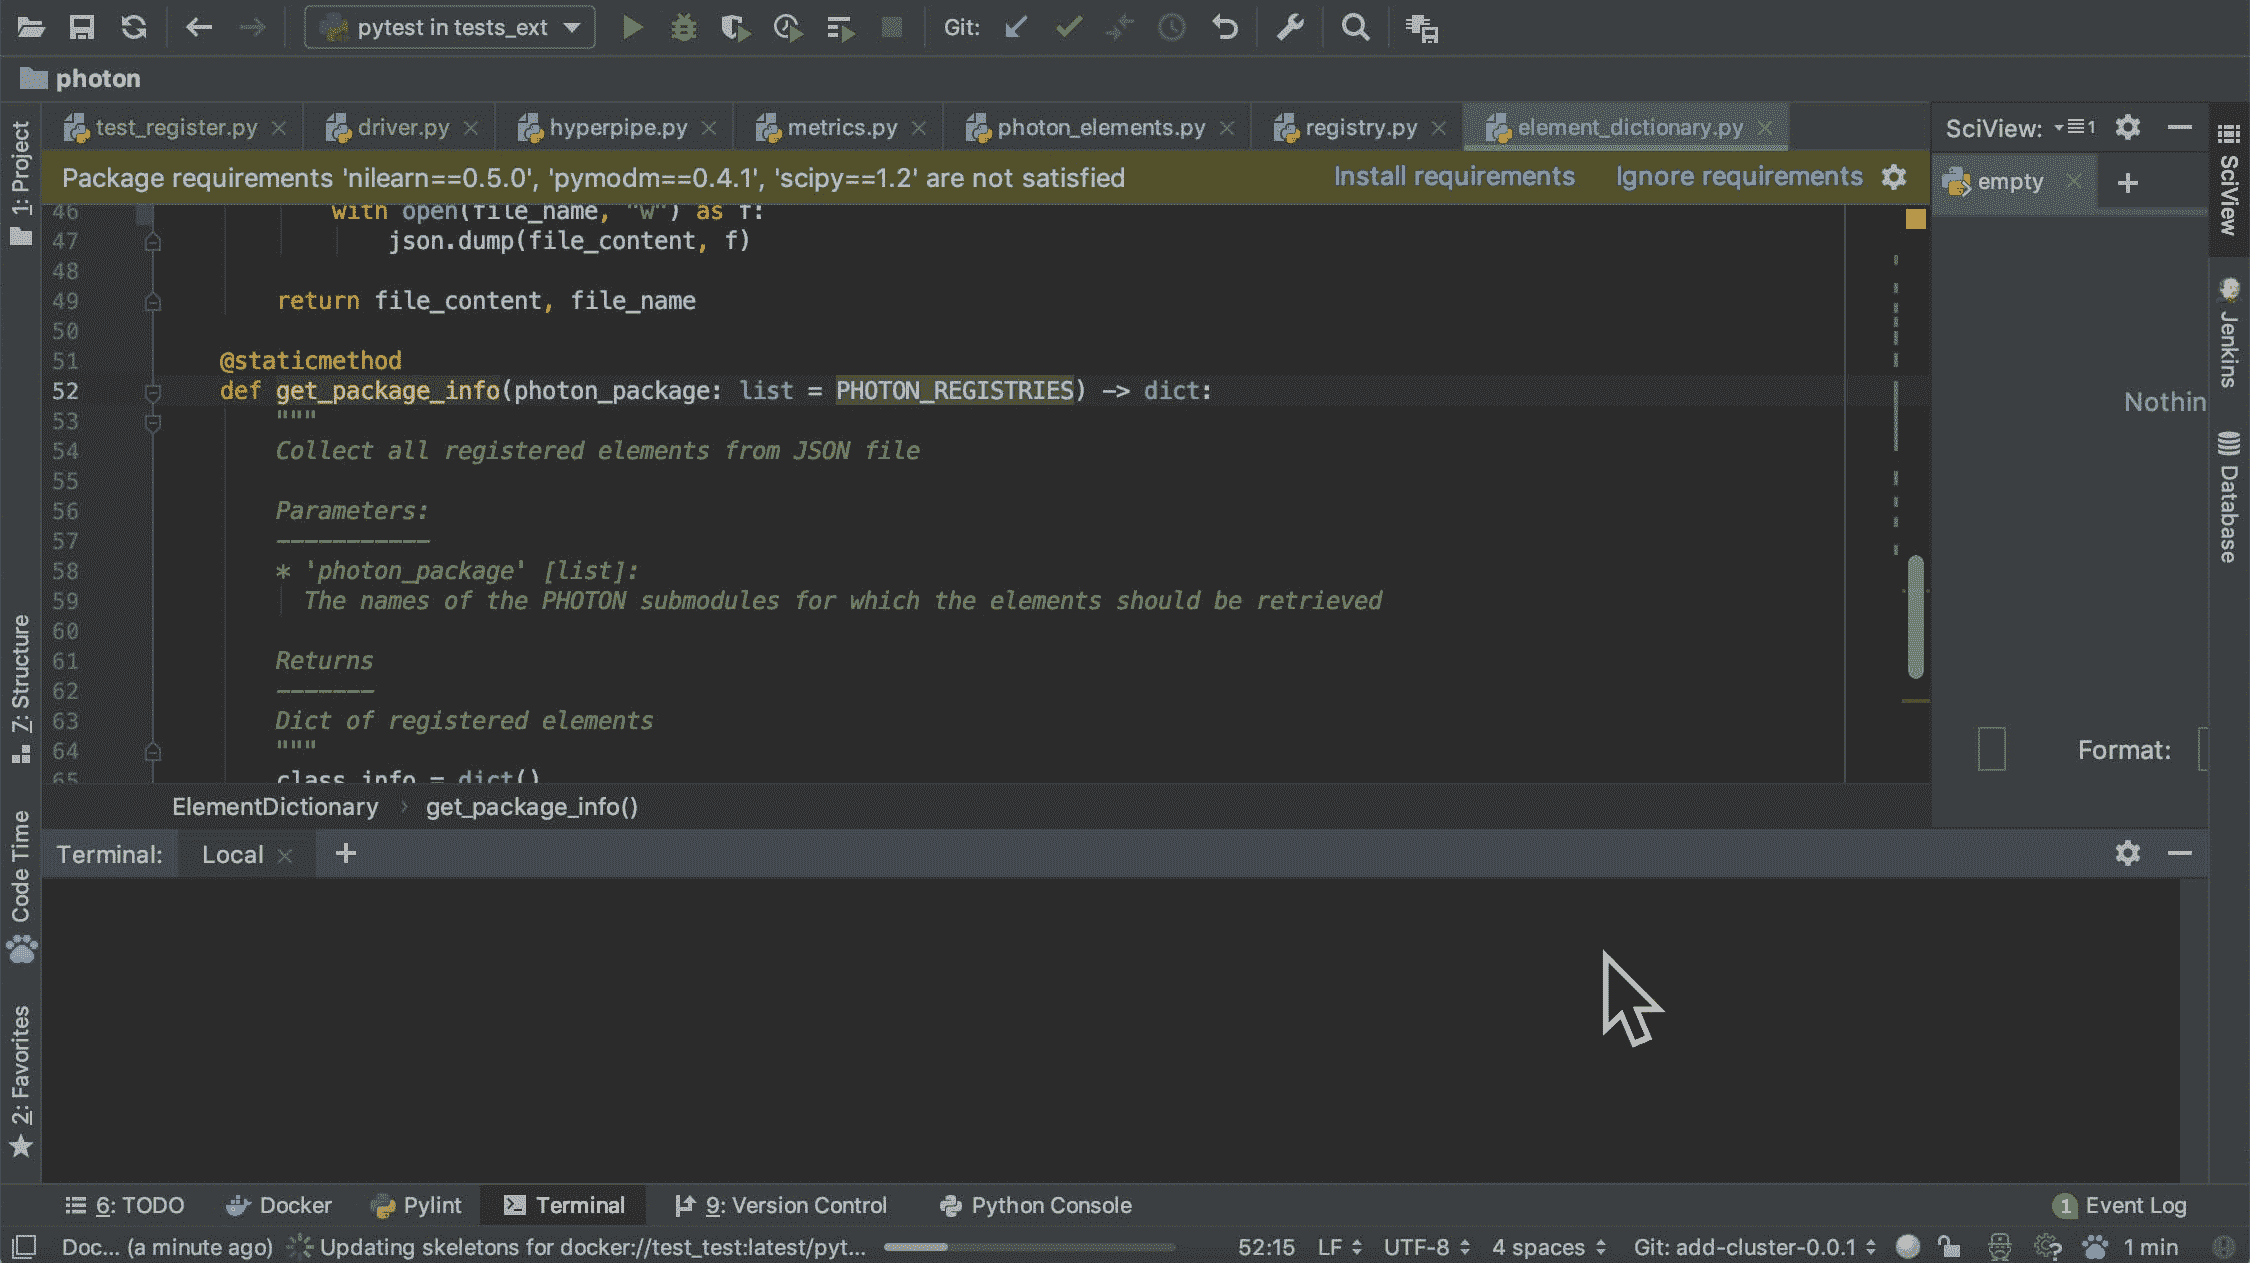 pytest in tests_ext Git:
photon
test_register.py driver.py hyperpipe.py metrics.py photon_elements.py registry.py element_dictionary.py SciView: 1
Package requirements 'nilearn==0.5.0', 'pymodm==0.4.1', 'scipy==1.2' are not satisfied Install requirements Ignore requirements
empty
1: Project
7: Structure
Code Time
2: Favorites
46 with open(file_name, "w") as f:
47 json.dump(file_content, f)
48
49 return file_content, file_name
50
51 @staticmethod
52 def get_package_info(photon_package: list = PHOTON_REGISTRIES) -> dict:
53 """
54 Collect all registered elements from JSON file
55
56 Parameters:
57 -----------
58 * 'photon_package' [list]:
59 The names of the PHOTON submodules for which the elements should be retrieved
60
61 Returns
62 -------
63 Dict of registered elements
64 """
65 class_info = dict()
Nothin
Format:
SciView
Jenkins
Database
ElementDictionary › get_package_info()
Terminal: Local
6: TODO Docker Pylint Terminal 9: Version Control Python Console 1 Event Log
Doc... (a minute ago) Updating skeletons for docker://test_test:latest/pyt... 52:15 LF UTF-8 4 spaces Git: add-cluster-0.0.1 1 min